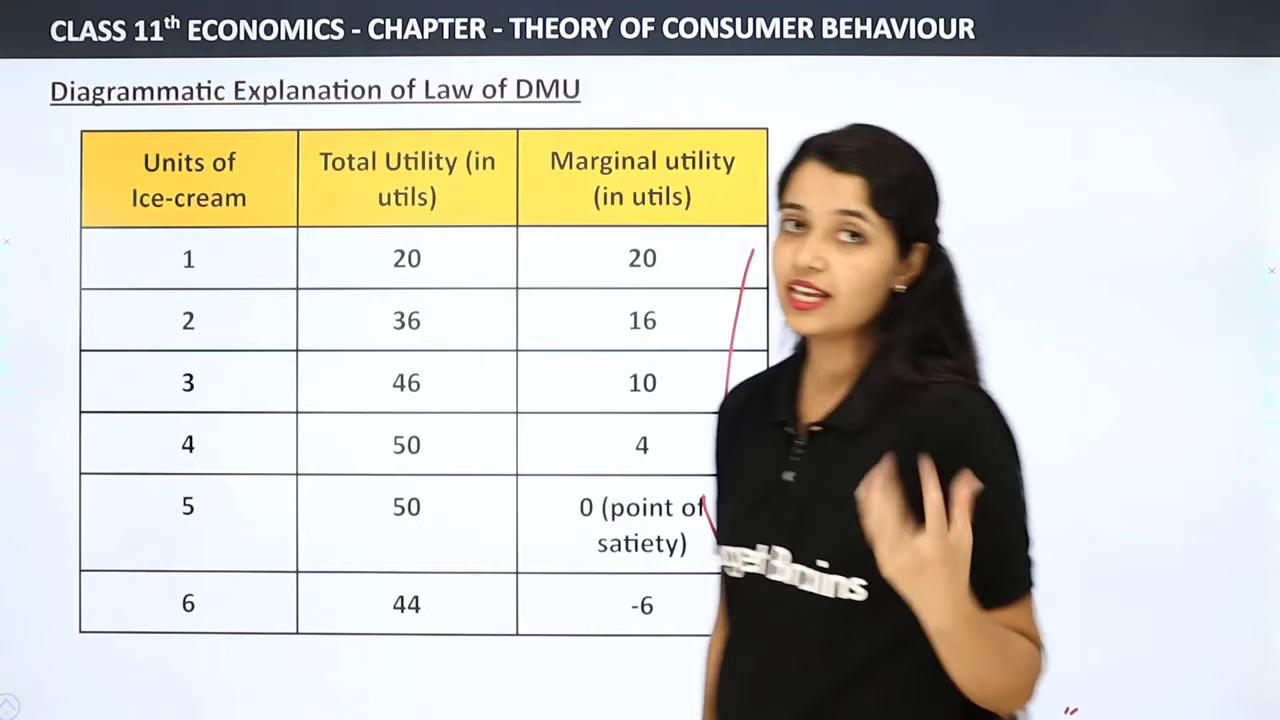 CLASS 11th ECONOMICS - CHAPTER - THEORY OF CONSUMER BEHAVIOUR
Diagrammatic Explanation of Law of DMU
Units of Total Utility (in Marginal utility
Ice-cream utils) (in utils)
1 20 20
2 36 16
3 46 10
4 50 4
5 50 0 (point of
satiety)
6 44 -6
Brains